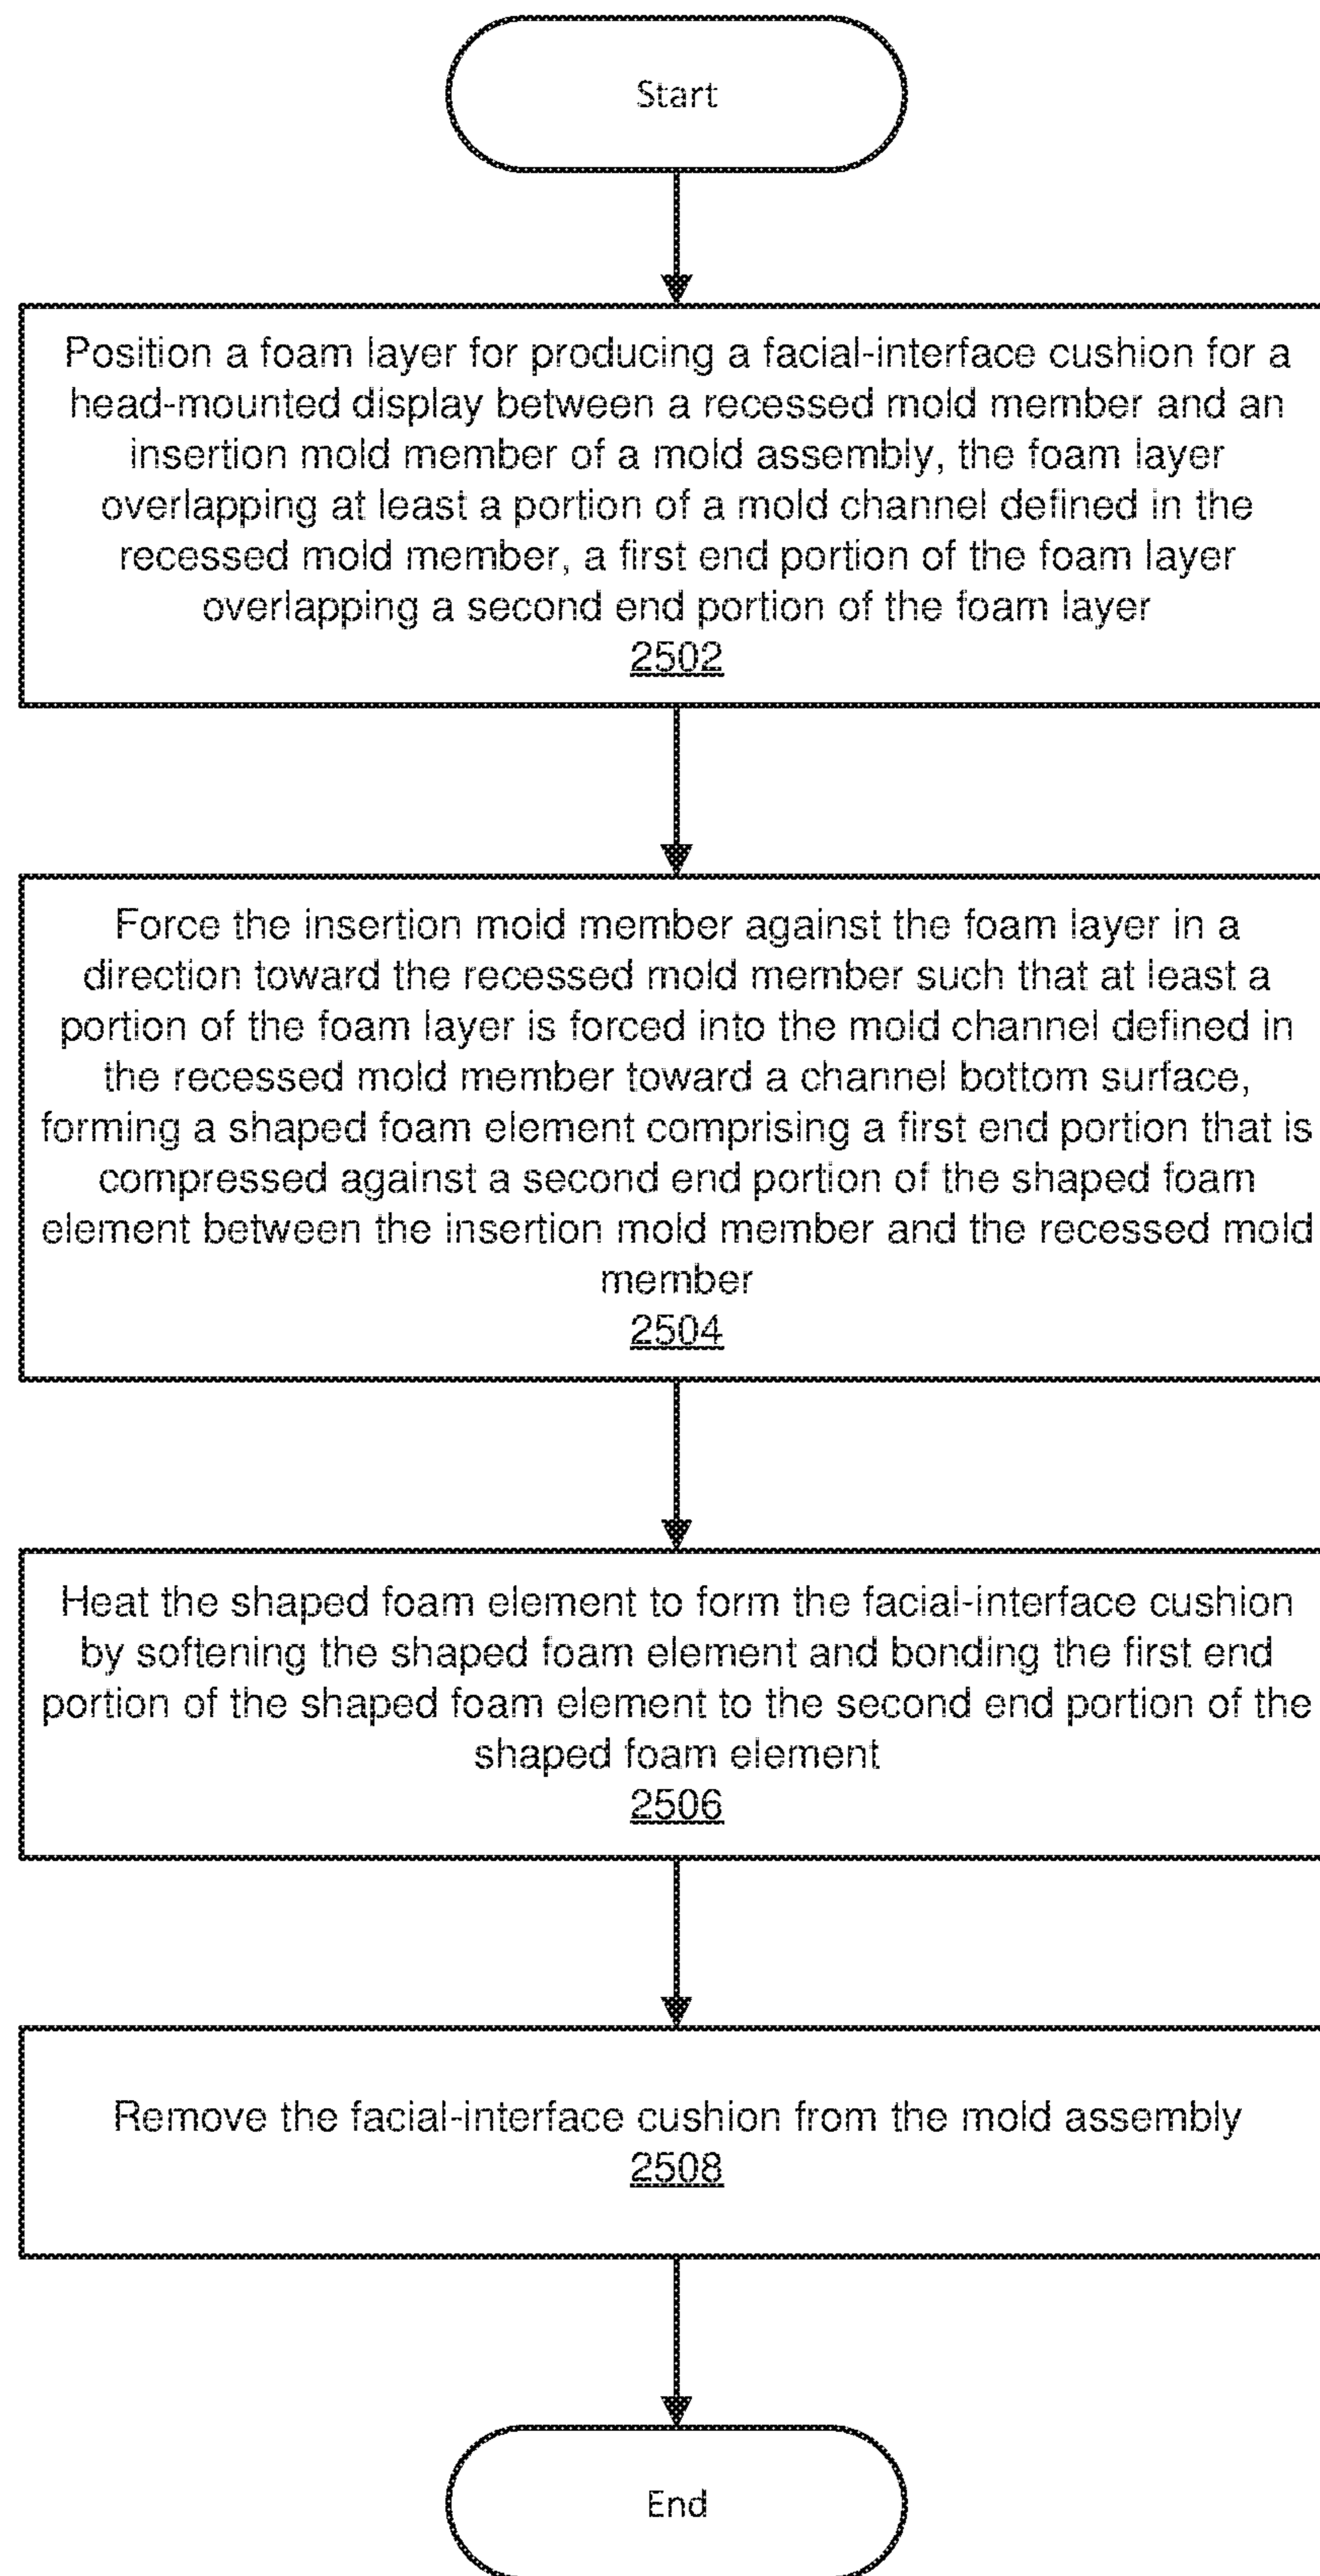 Start
Position a foam layer for producing a facial-interface cushion for a
head-mounted display between a recessed mold member and an
insertion mold member of a mold assembly, the foam layer
overlapping at least a portion of a mold channel defined in the
recessed mold member, a first end portion of the foam layer
overlapping a second end portion of the foam layer
2502
Force the insertion mold member against the foam layer in a
direction toward the recessed mold member such that at least a
portion of the foam layer is forced into the mold channel defined in
the recessed mold member toward a channel bottom surface,
forming a shaped foam element comprising a first end portion that is
compressed against a second end portion of the shaped foam
element between the insertion mold member and the recessed mold
member
2504
Heat the shaped foam element to form the facial-interface cushion
by softening the shaped foam element and bonding the first end
portion of the shaped foam element to the second end portion of the
shaped foam element
2506
Remove the facial-interface cushion from the mold assembly
2508
End